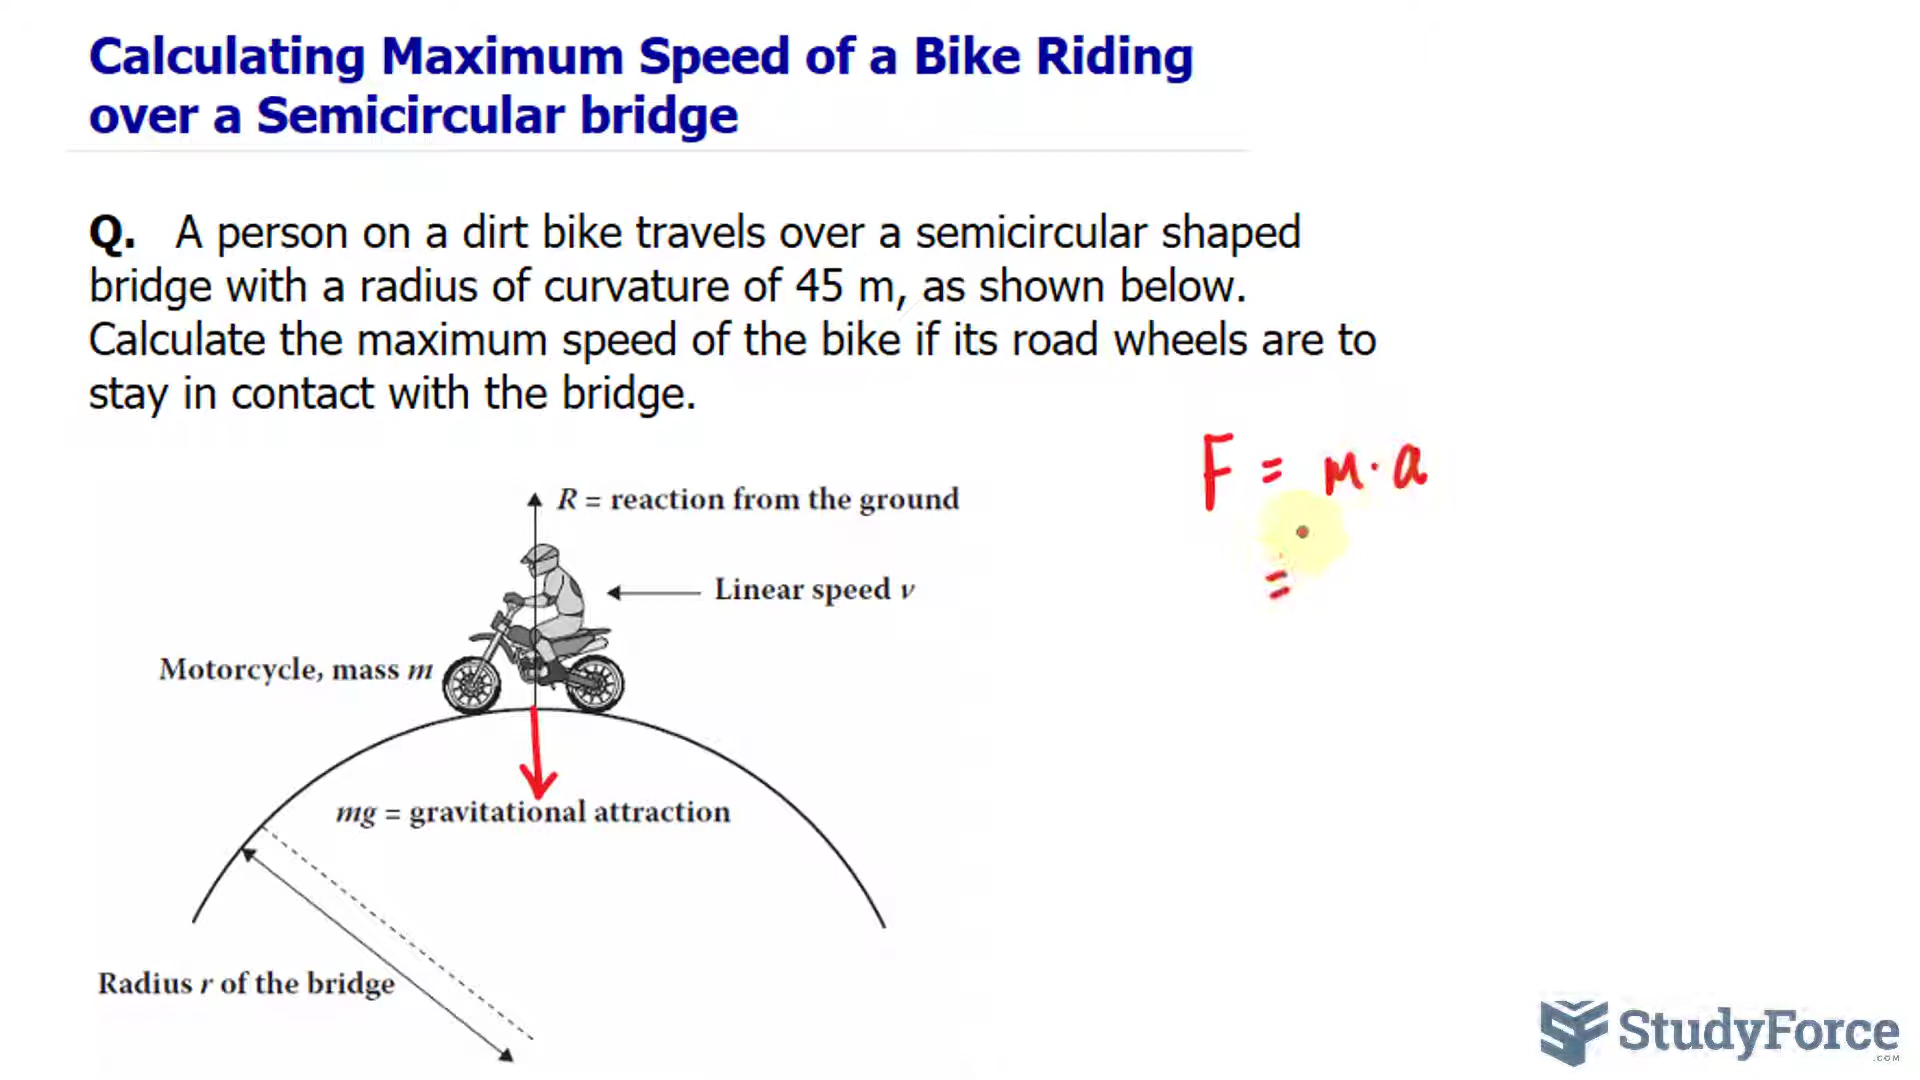 Calculating Maximum Speed of a Bike Riding
over a Semicircular bridge
Q. A person on a dirt bike travels over a semicircular shaped
bridge with a radius of curvature of 45 m, as shown below.
Calculate the maximum speed of the bike if its road wheels are to
stay in contact with the bridge.
F = m·a
=
R = reaction from the ground
Linear speed v
Motorcycle, mass m
mg = gravitational attraction
Radius r of the bridge
StudyForce
.COM